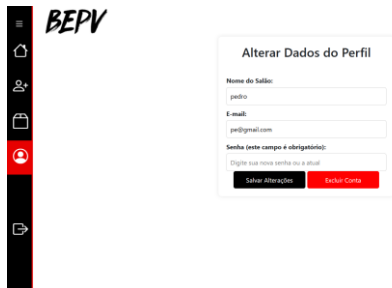 BEPV
Alterar Dados do Perfil
Nome do Salão:
pedro
E-mail:
pe@gmail.com
Senha (este campo é obrigatório):
Digite sua nova senha ou a atual
Salvar Alterações
Excluir Conta